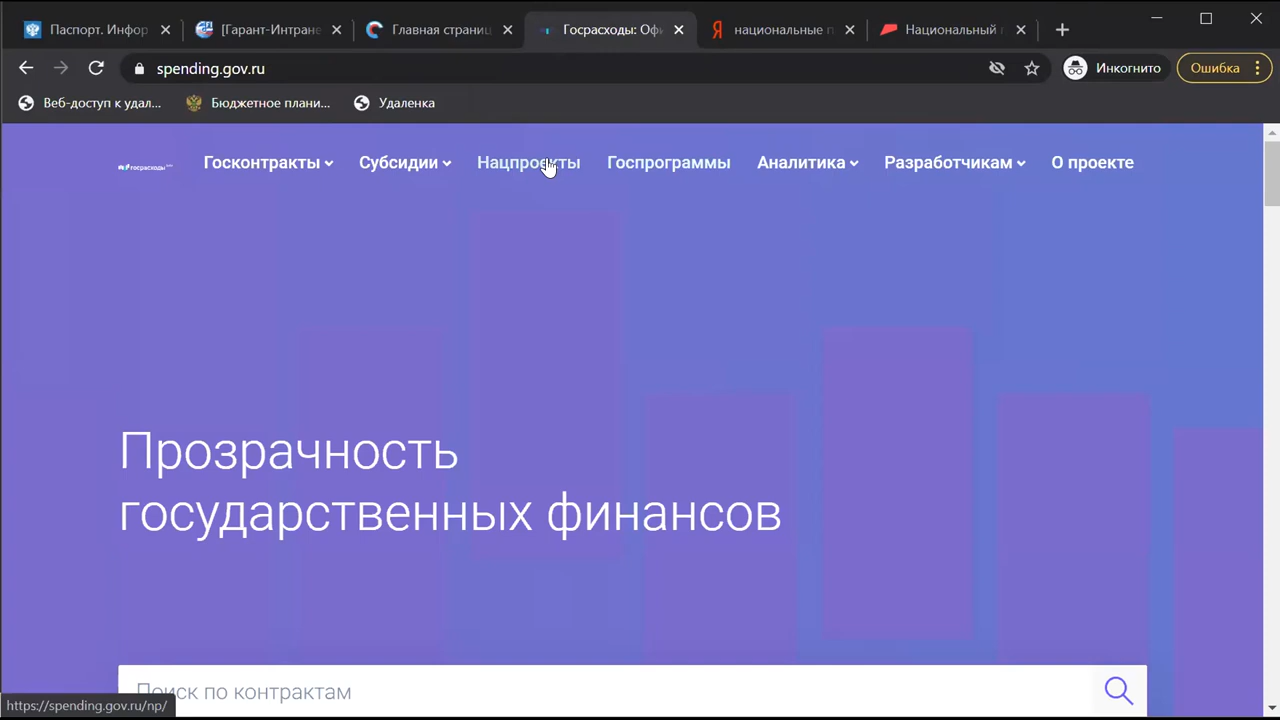 Паспорт. Инфор
[Гарант-Интране
Главная страниц
Госрасходы: Офи
национальные п
Национальный п
spending.gov.ru
Инкогнито
Ошибка
Веб-доступ к удал...
Бюджетное плани...
Удаленка
госрасходы
Госконтракты
Субсидии
Нацпроекты
Госпрограммы
Аналитика
Разработчикам
О проекте
Прозрачность
государственных финансов
Поиск по контрактам
https://spending.gov.ru/np/